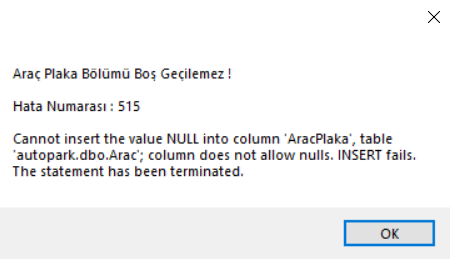 Araç Plaka Bölümü Boş Geçilemez !
Hata Numarası : 515
Cannot insert the value NULL into column 'AracPlaka', table
'autopark.dbo.Arac'; column does not allow nulls. INSERT fails.
The statement has been terminated.
OK